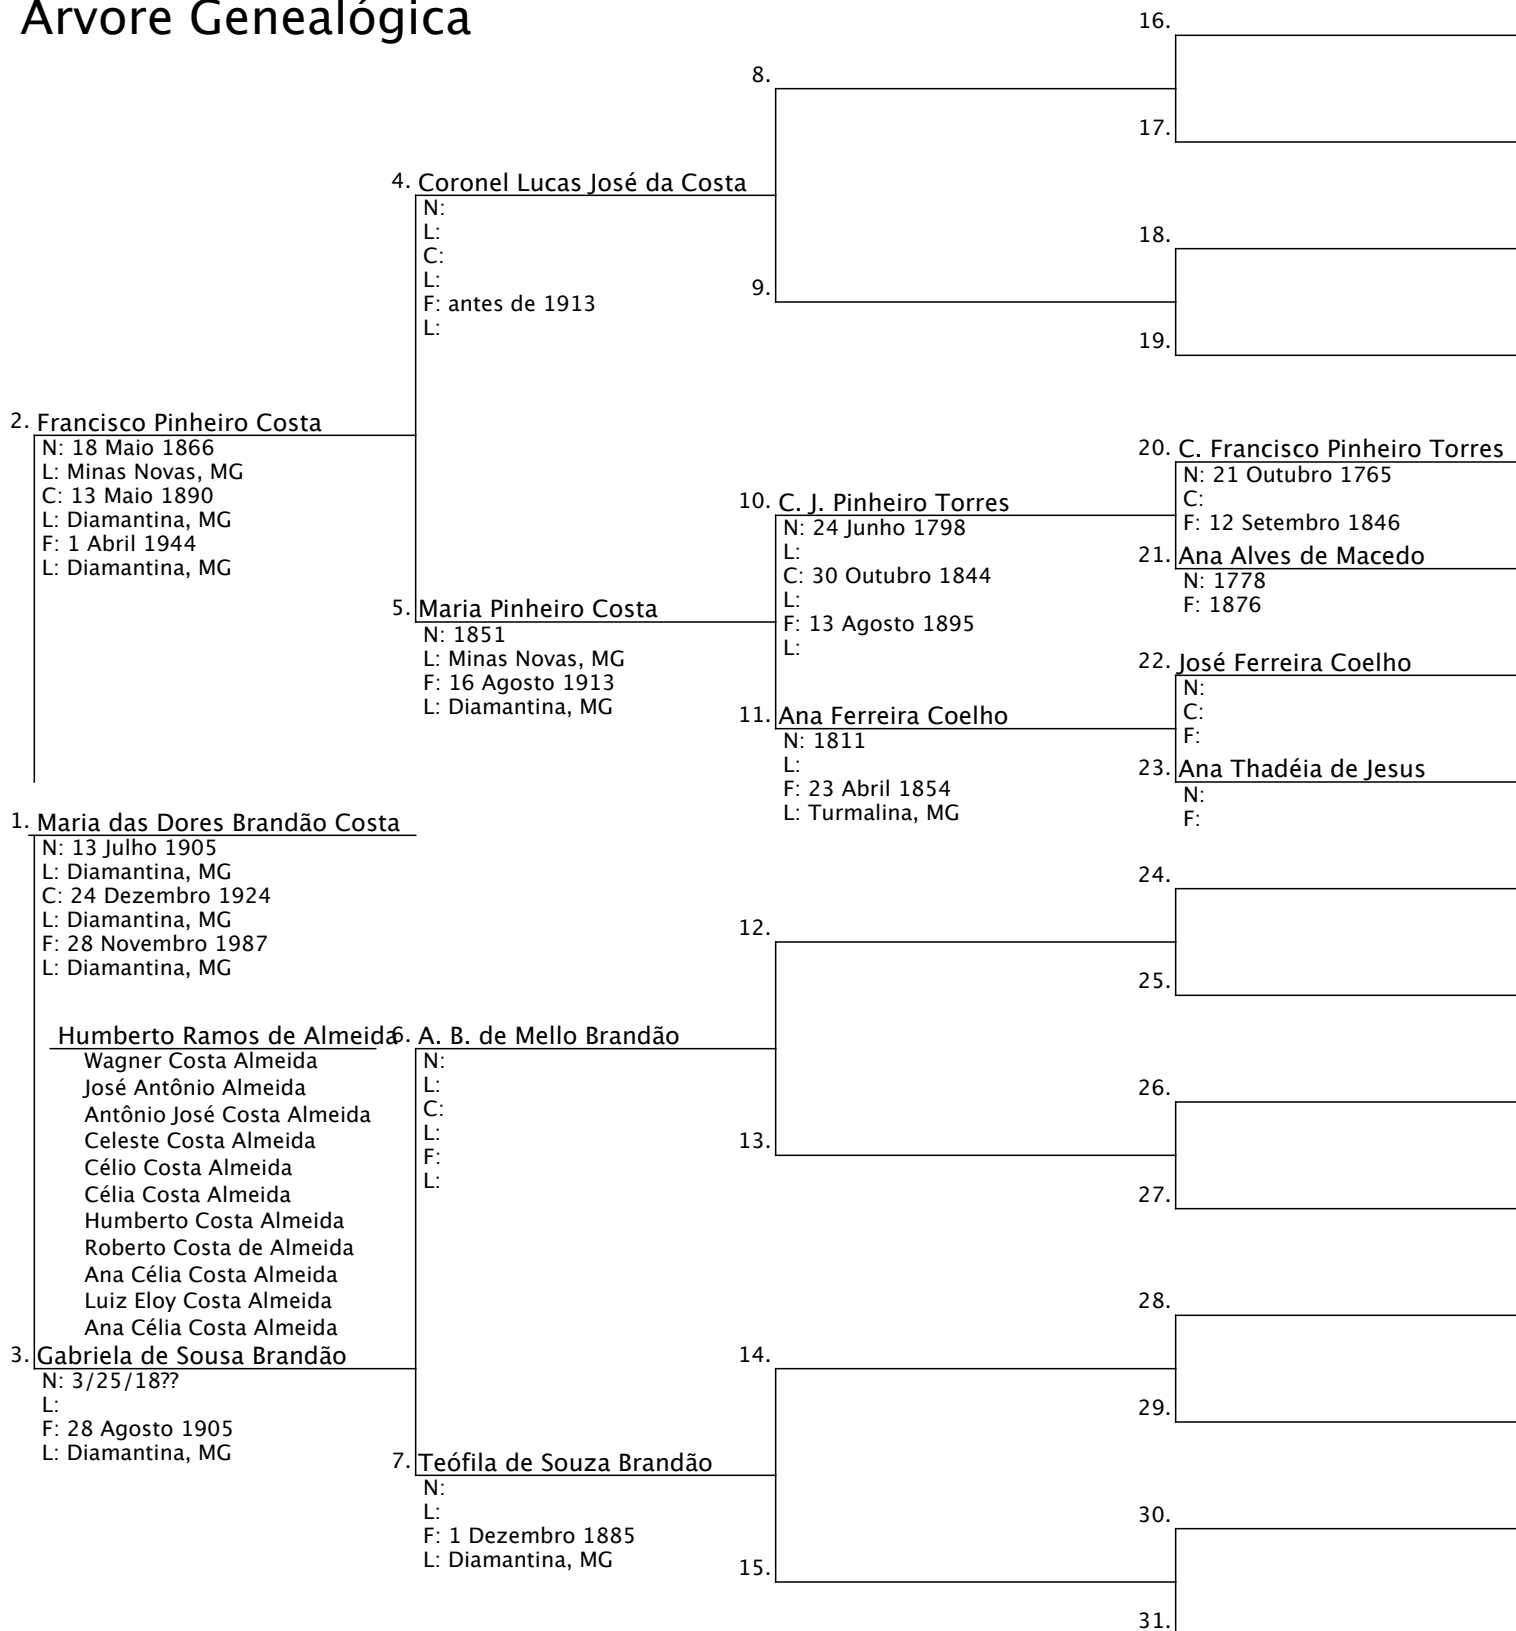 Árvore Genealógica
16.
8.
17.
4. Coronel Lucas José da Costa
N:
L:
C:
L:
F: antes de 1913
L:
18.
9.
19.
2. Francisco Pinheiro Costa
N: 18 Maio 1866
L: Minas Novas, MG
C: 13 Maio 1890
L: Diamantina, MG
F: 1 Abril 1944
L: Diamantina, MG
20. C. Francisco Pinheiro Torres
N: 21 Outubro 1765
C:
F: 12 Setembro 1846
10. C. J. Pinheiro Torres
N: 24 Junho 1798
L:
C: 30 Outubro 1844
L:
F: 13 Agosto 1895
L:
21. Ana Alves de Macedo
N: 1778
F: 1876
5. Maria Pinheiro Costa
N: 1851
L: Minas Novas, MG
F: 16 Agosto 1913
L: Diamantina, MG
22. José Ferreira Coelho
N:
C:
F:
11. Ana Ferreira Coelho
N: 1811
L:
F: 23 Abril 1854
L: Turmalina, MG
23. Ana Thadéia de Jesus
N:
F:
1. Maria das Dores Brandão Costa
N: 13 Julho 1905
L: Diamantina, MG
C: 24 Dezembro 1924
L: Diamantina, MG
F: 28 Novembro 1987
L: Diamantina, MG
24.
12.
25.
Humberto Ramos de Almeida
Wagner Costa Almeida
José Antônio Almeida
Antônio José Costa Almeida
Celeste Costa Almeida
Célio Costa Almeida
Célia Costa Almeida
Humberto Costa Almeida
Roberto Costa de Almeida
Ana Célia Costa Almeida
Luiz Eloy Costa Almeida
Ana Célia Costa Almeida
6. A. B. de Mello Brandão
N:
L:
C:
L:
F:
L:
26.
13.
27.
28.
3. Gabriela de Sousa Brandão
N: 3/25/18??
L:
F: 28 Agosto 1905
L: Diamantina, MG
14.
29.
7. Teófila de Souza Brandão
N:
L:
F: 1 Dezembro 1885
L: Diamantina, MG
30.
15.
31.